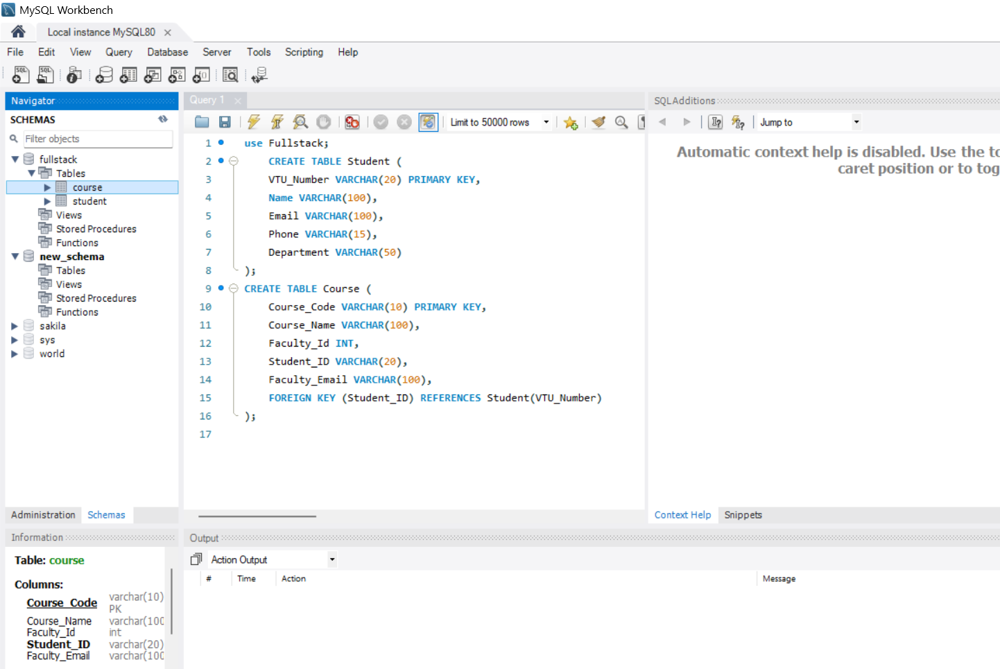 MySQL Workbench
Local instance MySQL80
File Edit View Query Database Server Tools Scripting Help
Navigator
SCHEMAS
Filter objects
fullstack
Tables
course
student
Views
Stored Procedures
Functions
new_schema
Tables
Views
Stored Procedures
Functions
sakila
sys
world
Administration Schemas
Information
Table: course
Columns:
Course_Code varchar(10) PK
Course_Name varchar(100
Faculty_Id int
Student_ID varchar(20)
Faculty_Email varchar(100
Query 1
Limit to 50000 rows
1 use Fullstack;
2 CREATE TABLE Student (
3 VTU_Number VARCHAR(20) PRIMARY KEY,
4 Name VARCHAR(100),
5 Email VARCHAR(100),
6 Phone VARCHAR(15),
7 Department VARCHAR(50)
8 );
9 CREATE TABLE Course (
10 Course_Code VARCHAR(10) PRIMARY KEY,
11 Course_Name VARCHAR(100),
12 Faculty_Id INT,
13 Student_ID VARCHAR(20),
14 Faculty_Email VARCHAR(100),
15 FOREIGN KEY (Student_ID) REFERENCES Student(VTU_Number)
16 );
17
SQLAdditions
Jump to
Automatic context help is disabled. Use the to
caret position or to tog
Context Help Snippets
Output
Action Output
# Time Action Message